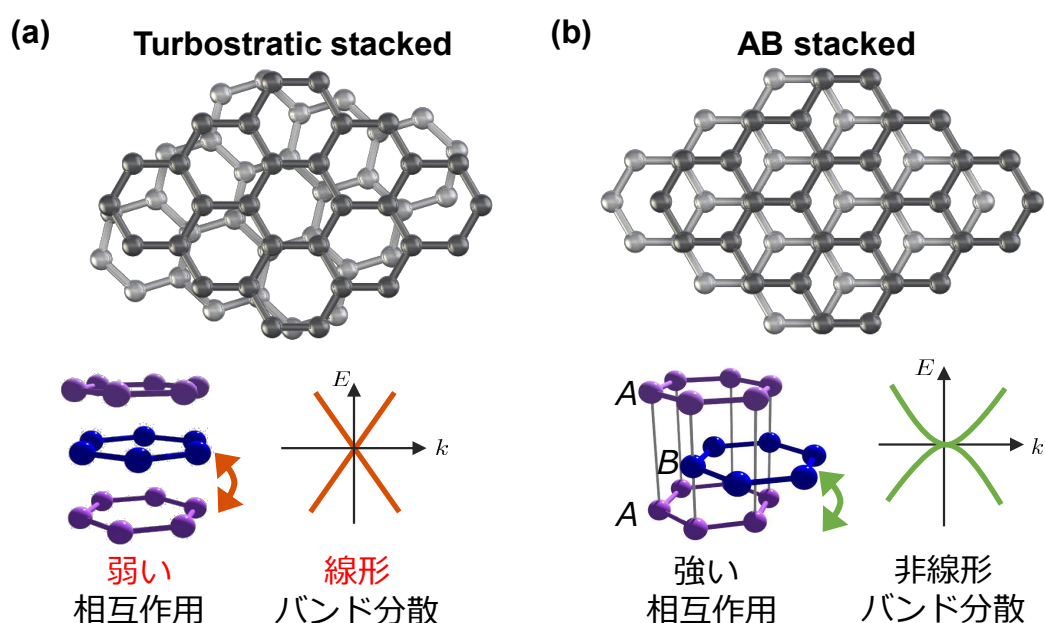 (a)
Turbostratic stacked
E
k
弱い
相互作用
線形
バンド分散
(b)
AB stacked
A
B
A
E
k
強い
相互作用
非線形
バンド分散